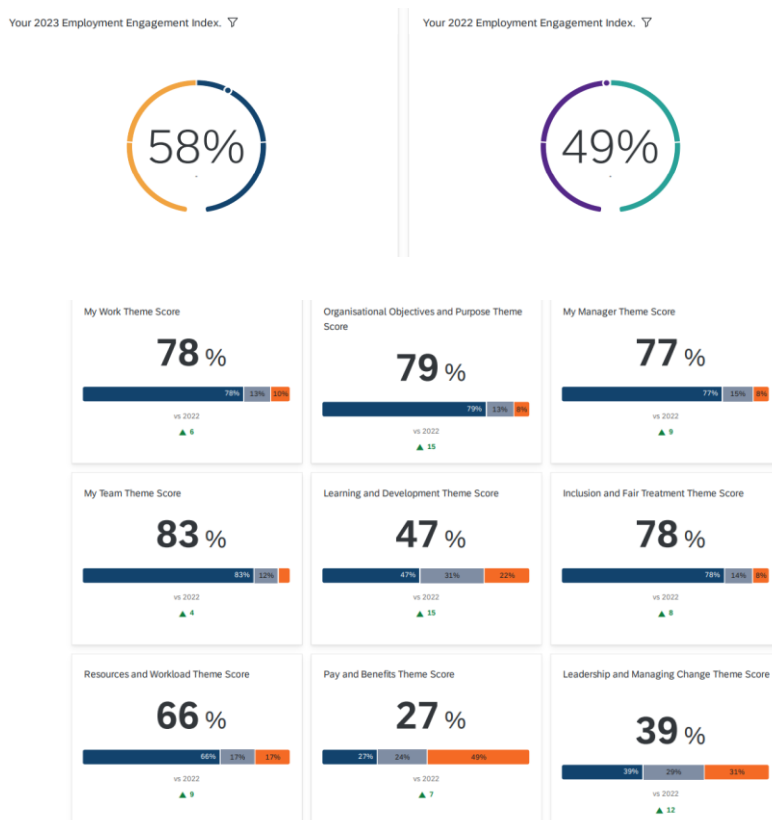 Your 2023 Employment Engagement Index.
Your 2022 Employment Engagement Index.
58%
49%
-
-
My Work Theme Score
78 %
78% 13% 10%
vs 2022
▲ 6
Organisational Objectives and Purpose Theme
Score
79 %
79% 13% 8%
vs 2022
▲ 15
My Manager Theme Score
77 %
77% 15% 8%
vs 2022
▲ 9
My Team Theme Score
83 %
83% 12%
vs 2022
▲ 4
Learning and Development Theme Score
47 %
47% 31% 22%
vs 2022
▲ 15
Inclusion and Fair Treatment Theme Score
78 %
78% 14% 8%
vs 2022
▲ 8
Resources and Workload Theme Score
66 %
66% 17% 17%
vs 2022
▲ 9
Pay and Benefits Theme Score
27 %
27% 24% 49%
vs 2022
▲ 7
Leadership and Managing Change Theme Score
39 %
39% 29% 31%
vs 2022
▲ 12